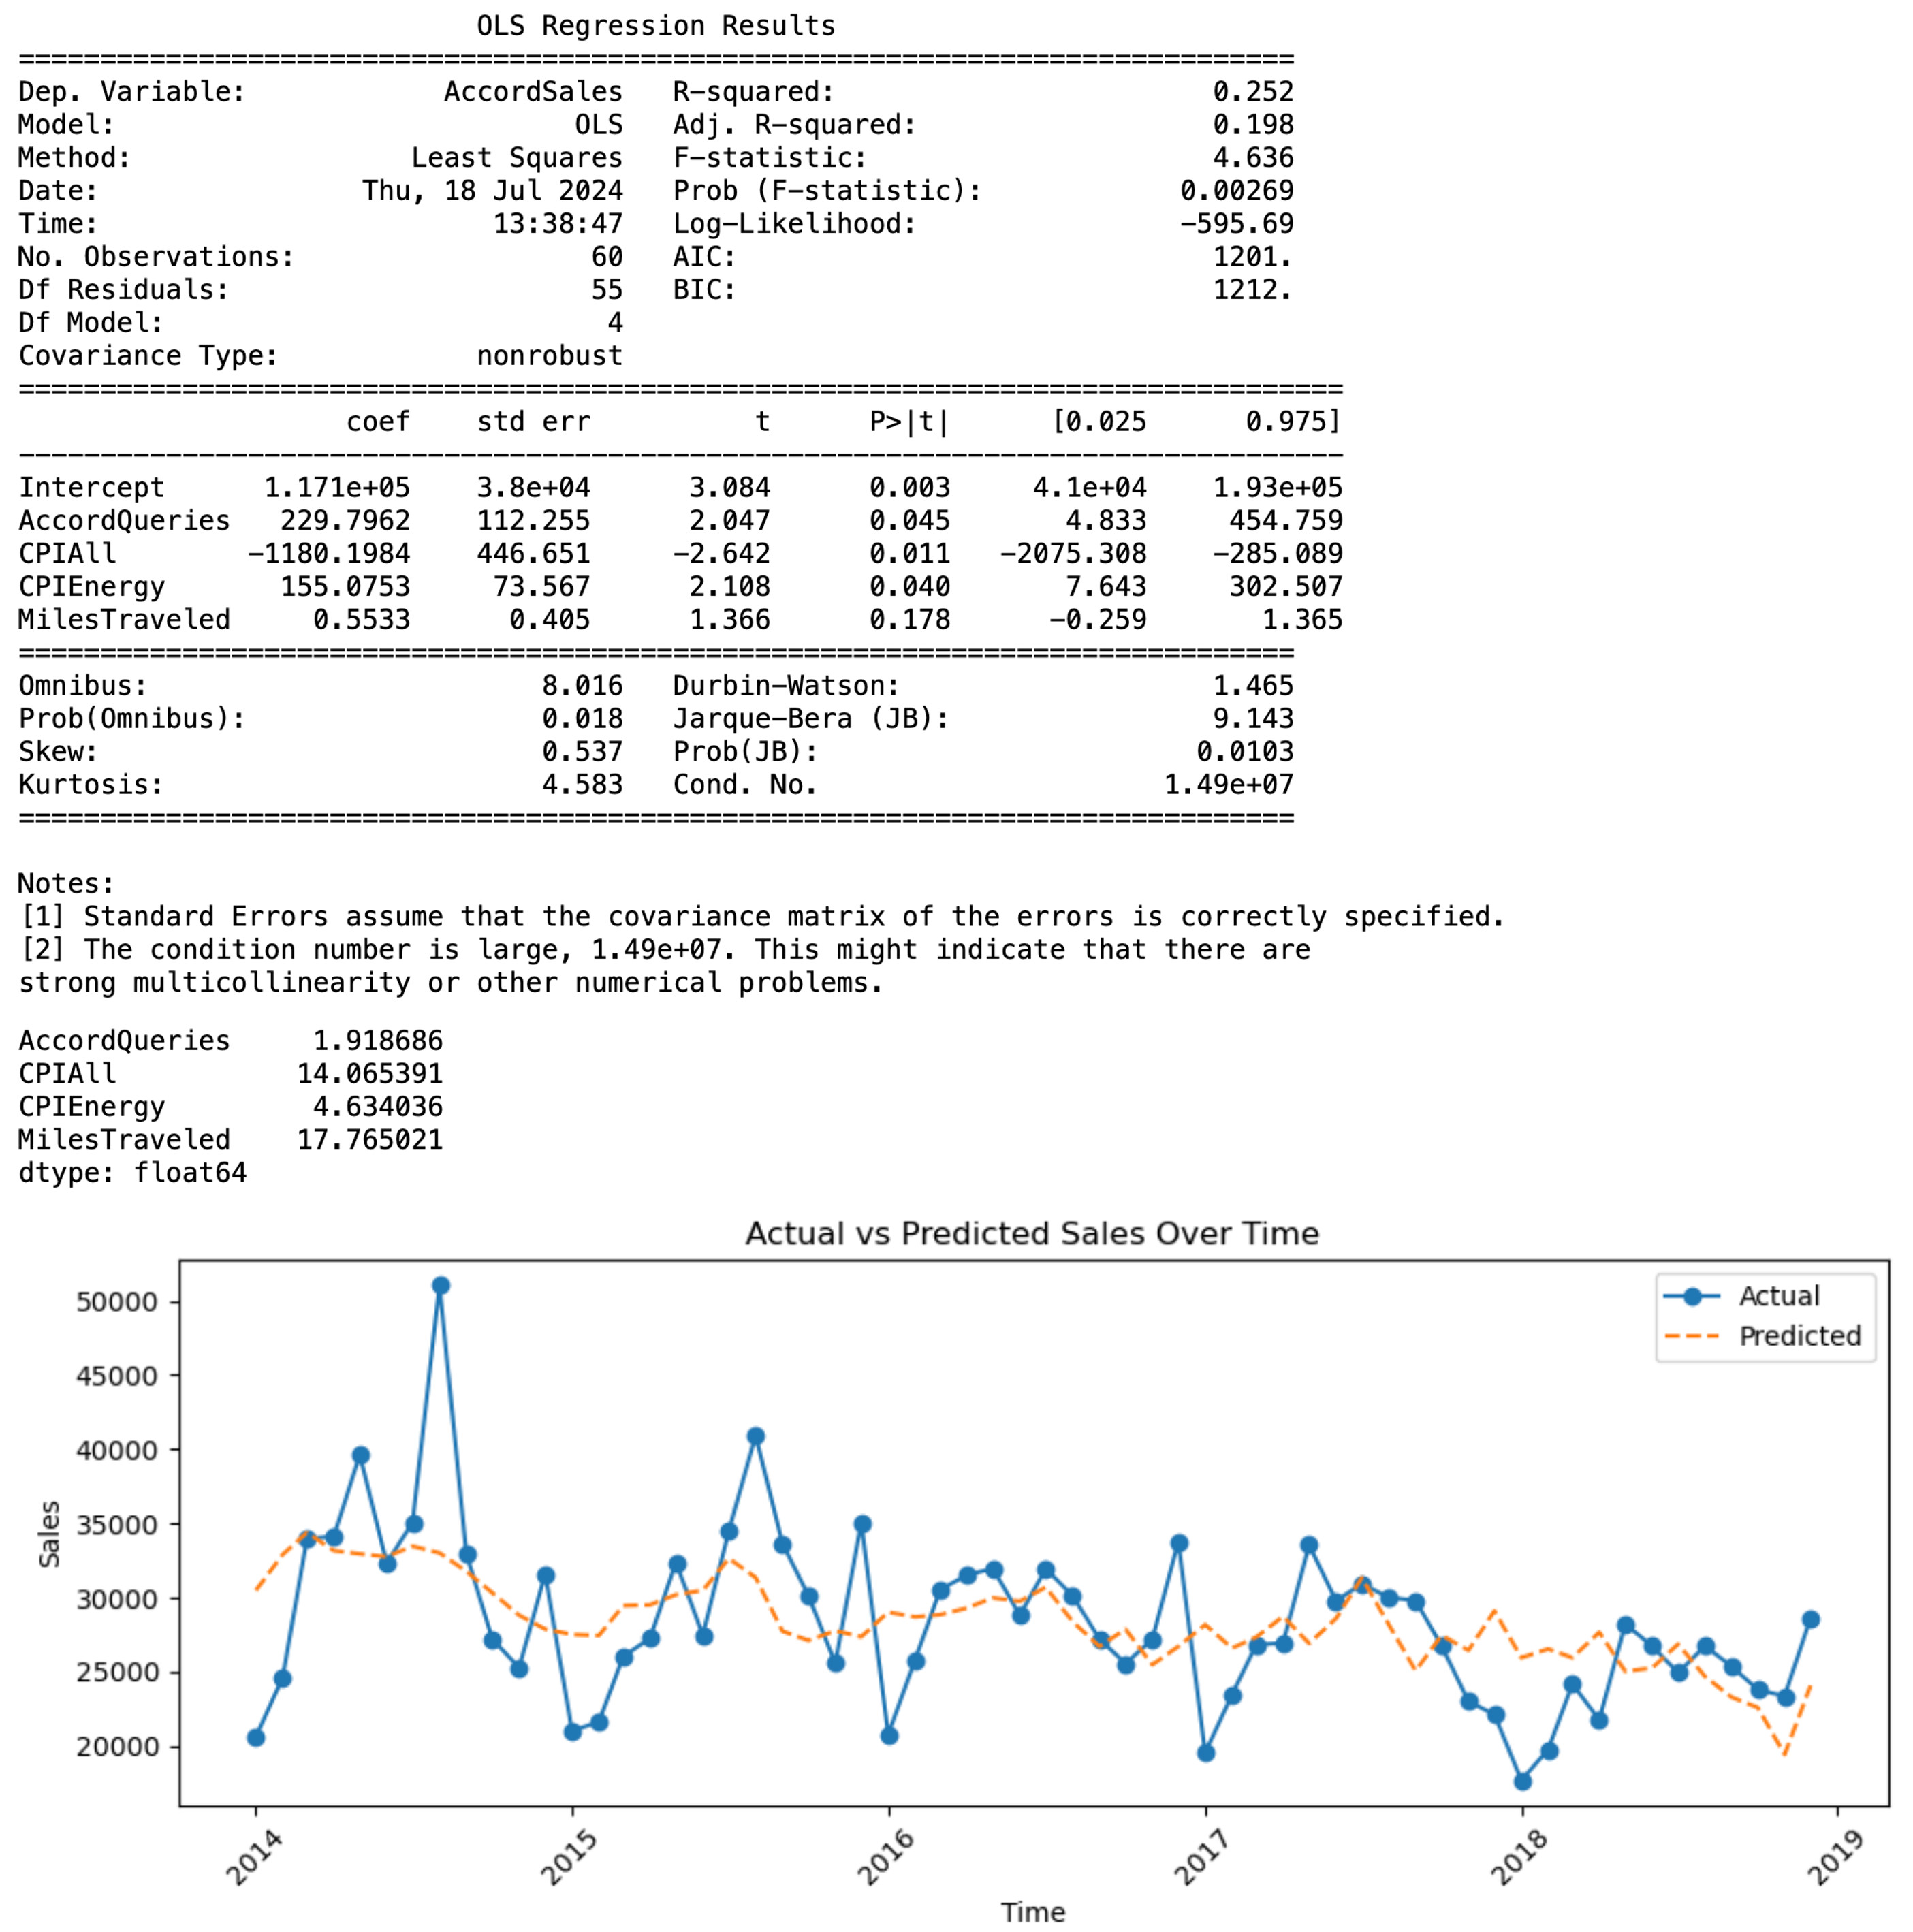 OLS Regression Results
==============================================================================
Dep. Variable: AccordSales R-squared: 0.252
Model: OLS Adj. R-squared: 0.198
Method: Least Squares F-statistic: 4.636
Date: Thu, 18 Jul 2024 Prob (F-statistic): 0.00269
Time: 13:38:47 Log-Likelihood: -595.69
No. Observations: 60 AIC: 1201.
Df Residuals: 55 BIC: 1212.
Df Model: 4
Covariance Type: nonrobust
=================================================================================
coef std err t P>|t| [0.025 0.975]
---------------------------------------------------------------------------------
Intercept 1.171e+05 3.8e+04 3.084 0.003 4.1e+04 1.93e+05
AccordQueries 229.7962 112.255 2.047 0.045 4.833 454.759
CPIAll -1180.1984 446.651 -2.642 0.011 -2075.308 -285.089
CPIEnergy 155.0753 73.567 2.108 0.040 7.643 302.507
MilesTraveled 0.5533 0.405 1.366 0.178 -0.259 1.365
==============================================================================
Omnibus: 8.016 Durbin-Watson: 1.465
Prob(Omnibus): 0.018 Jarque-Bera (JB): 9.143
Skew: 0.537 Prob(JB): 0.0103
Kurtosis: 4.583 Cond. No. 1.49e+07
==============================================================================
Notes:
[1] Standard Errors assume that the covariance matrix of the errors is correctly specified.
[2] The condition number is large, 1.49e+07. This might indicate that there are
strong multicollinearity or other numerical problems.
AccordQueries 1.918686
CPIAll 14.065391
CPIEnergy 4.634036
MilesTraveled 17.765021
dtype: float64
Actual vs Predicted Sales Over Time
Actual
Predicted
50000
45000
40000
35000
30000
25000
20000
Sales
2014
2015
2016
2017
2018
2019
Time